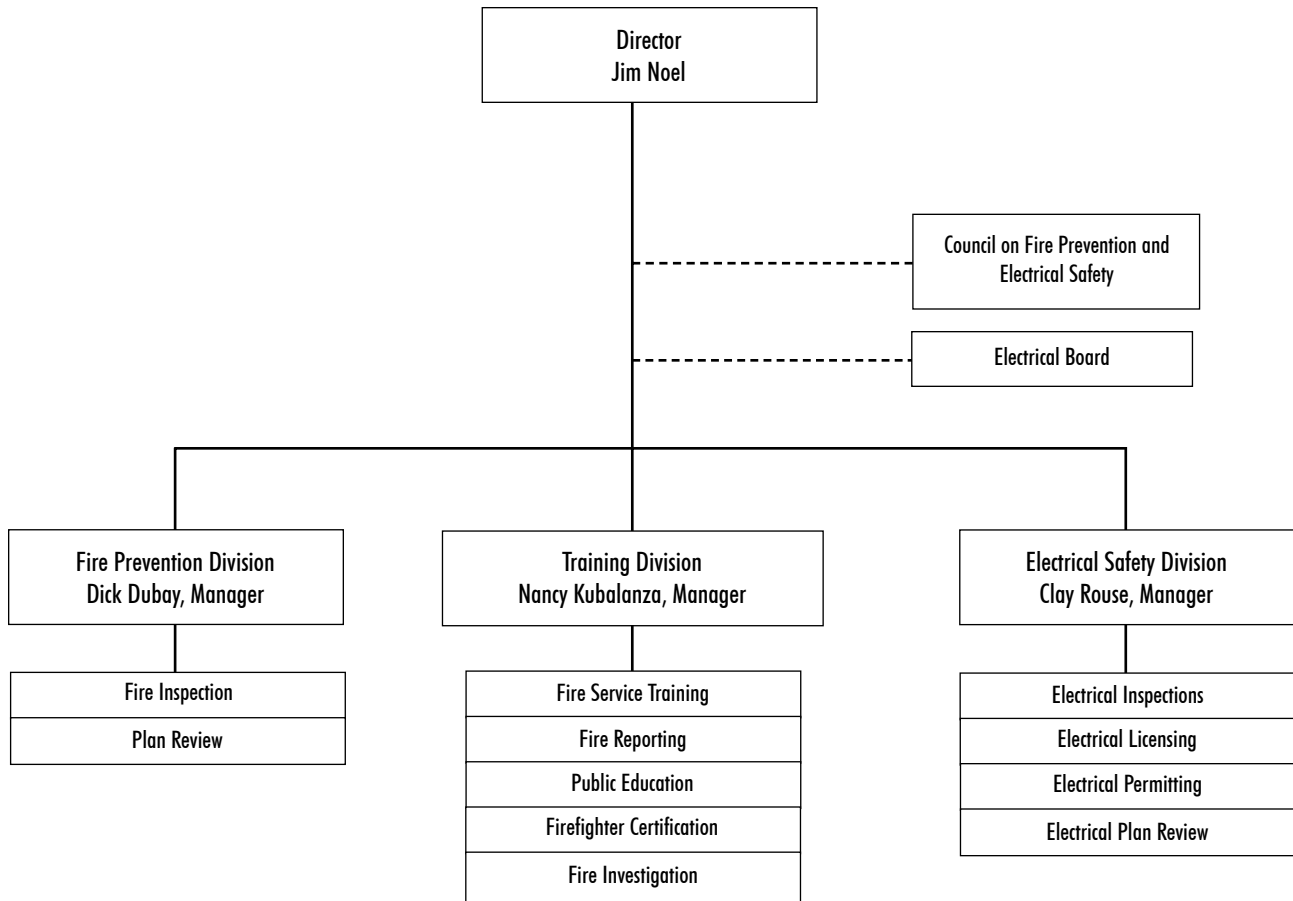 Director
Jim Noel
Council on Fire Prevention and
Electrical Safety
Electrical Board
Fire Prevention Division
Dick Dubay, Manager
Fire Inspection
Plan Review
Training Division
Nancy Kubalanza, Manager
Fire Service Training
Fire Reporting
Public Education
Firefighter Certification
Fire Investigation
Electrical Safety Division
Clay Rouse, Manager
Electrical Inspections
Electrical Licensing
Electrical Permitting
Electrical Plan Review